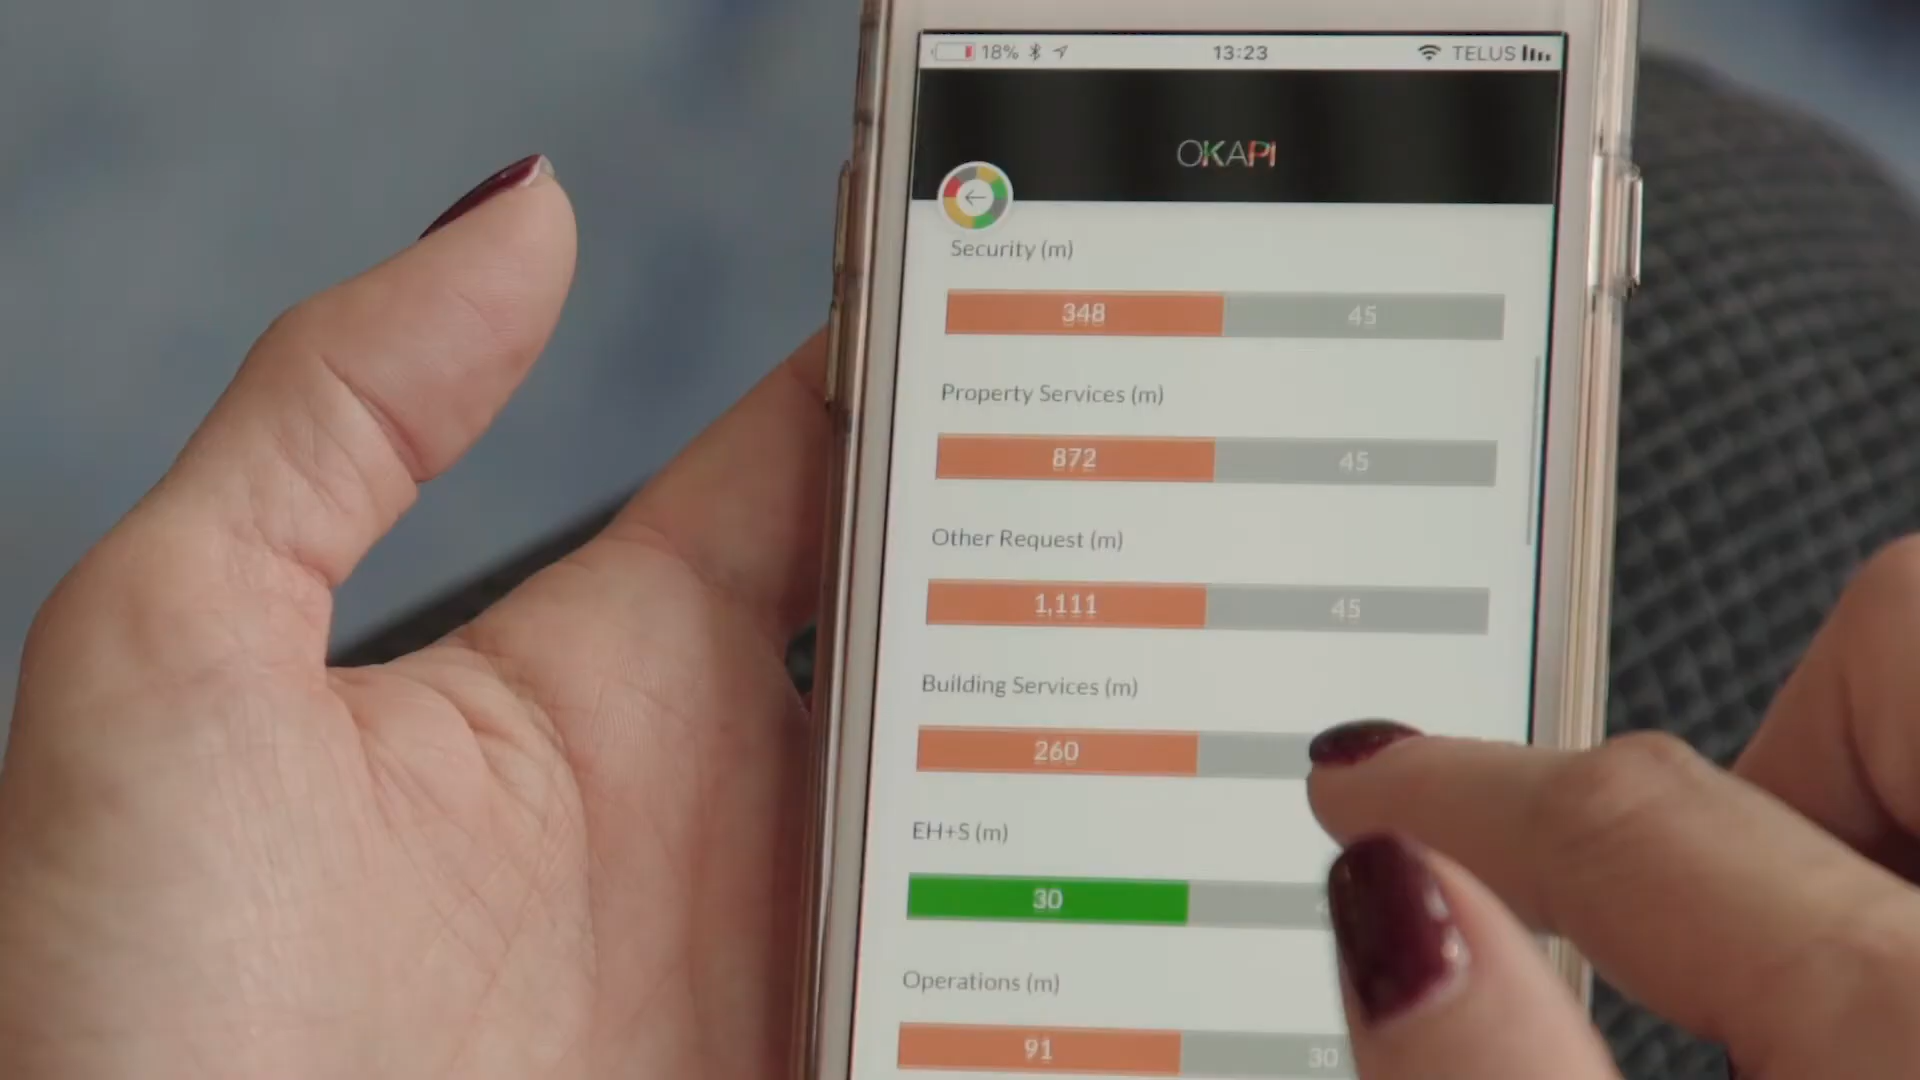 18% 13:23 TELUS
OKAPI
Security (m)
348 45
Property Services (m)
872 45
Other Request (m)
1,111 45
Building Services (m)
260
EH+S (m)
30
Operations (m)
91 30